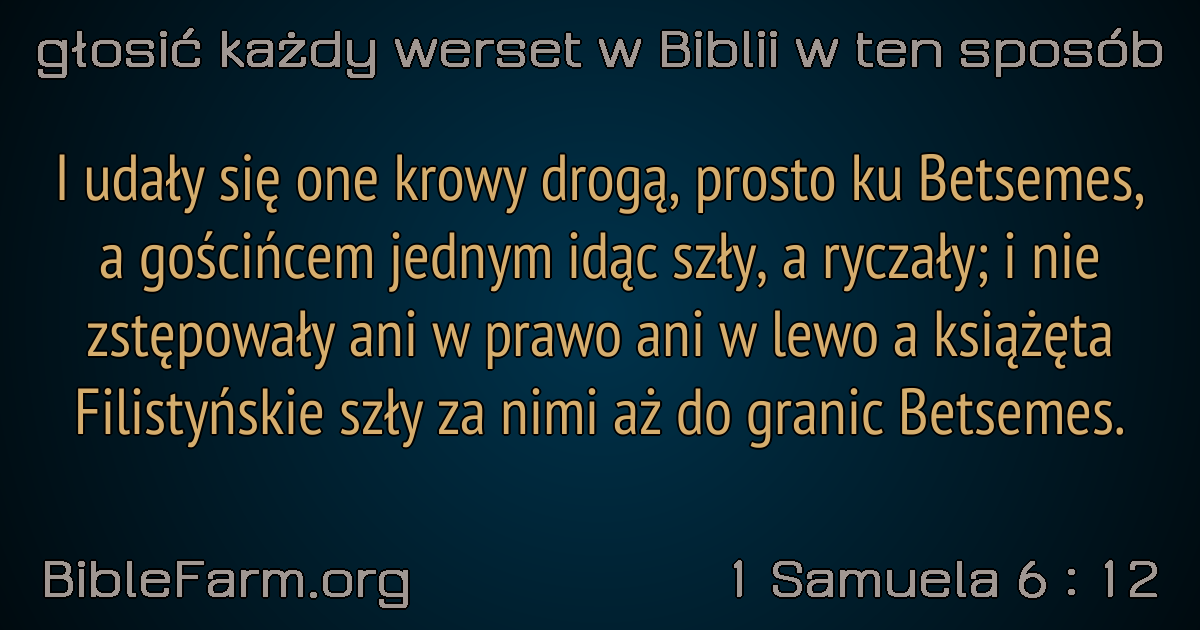 głosić każdy werset w Biblii w ten sposób
I udały się one krowy drogą, prosto ku Betsemes,
a gościńcem jednym idąc szły, a ryczały; i nie
zstępowały ani w prawo ani w lewo a książęta
Filistyńskie szły za nimi aż do granic Betsemes.
BibleFarm.org
1 Samuela 6 : 12